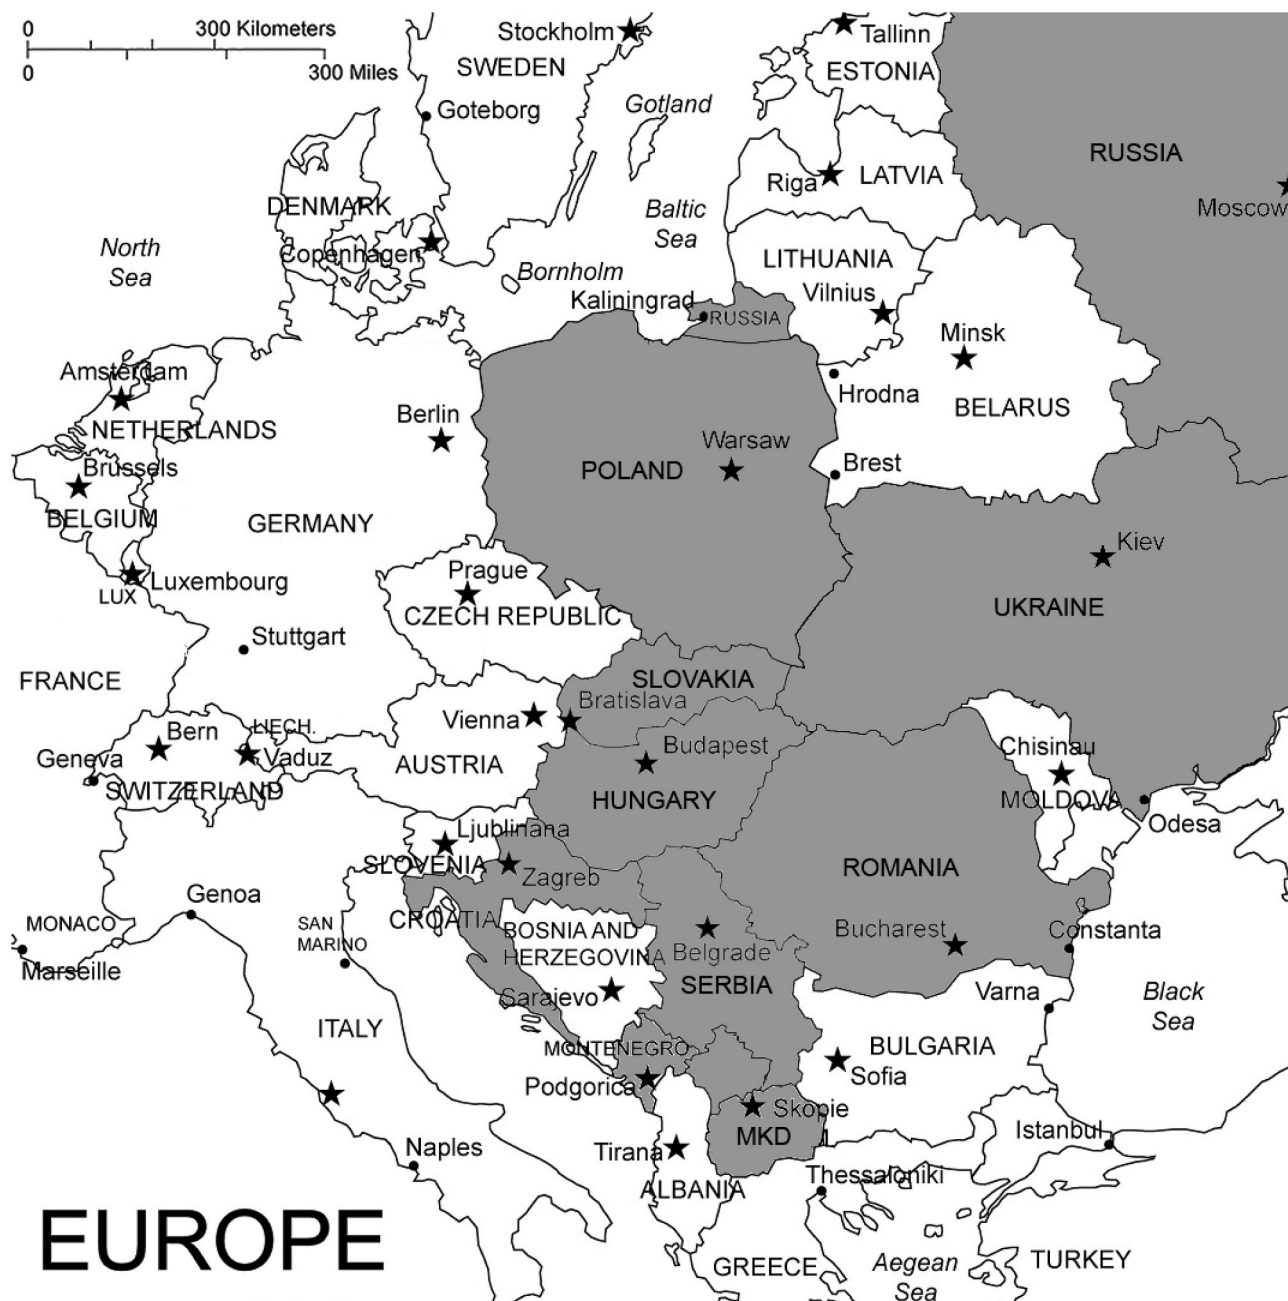 0 300 Kilometers
0 300 Miles
Stockholm
SWEDEN
Tallinn
ESTONIA
Goteborg
Gotland
RUSSIA
Riga
LATVIA
Moscow
DENMARK
Baltic
Sea
North
Sea
Copenhagen
LITHUANIA
Bornholm
Vilnius
Kaliningrad
RUSSIA
Minsk
Amsterdam
Hrodna
BELARUS
Berlin
NETHERLANDS
Warsaw
POLAND
Brest
Brussels
BELGIUM
GERMANY
Kiev
Prague
Luxembourg
LUX
CZECH REPUBLIC
UKRAINE
Stuttgart
FRANCE
SLOVAKIA
Bratislava
Vienna
Bern
LIECH.
Vaduz
Geneva
Budapest
Chisinau
AUSTRIA
SWITZERLAND
HUNGARY
MOLDOVA
Odesa
Ljublinana
SLOVENIA
Zagreb
ROMANIA
Genoa
MONACO
SAN
MARINO
CROATIA
BOSNIA AND
HERZEGOVINA
Belgrade
Bucharest
Constanta
Marseille
SERBIA
Sarajevo
Varna
Black
Sea
ITALY
MONTENEGRO
BULGARIA
Podgorica
Sofia
Skopie
MKD
Istanbul
Naples
Tirana
Thessaloniki
ALBANIA
EUROPE
GREECE
Aegean
Sea
TURKEY